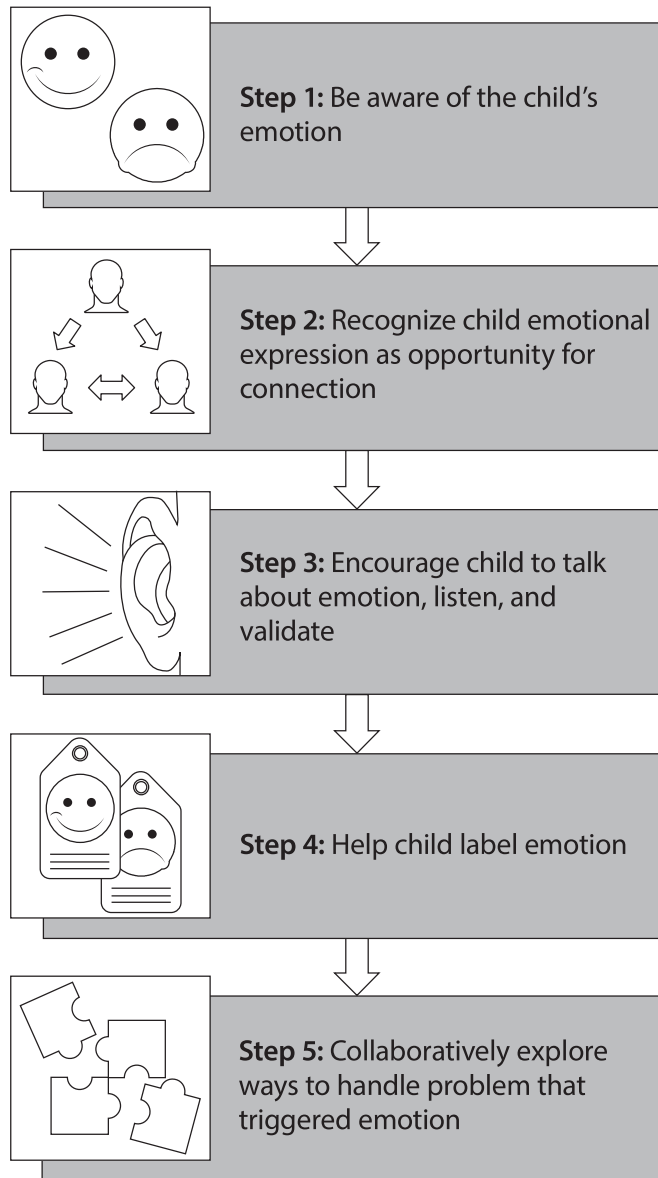 Step 1: Be aware of the child’s
emotion
Step 2: Recognize child emotional
expression as opportunity for
connection
Step 3: Encourage child to talk
about emotion, listen, and
validate
Step 4: Help child label emotion
Step 5: Collaboratively explore
ways to handle problem that
triggered emotion